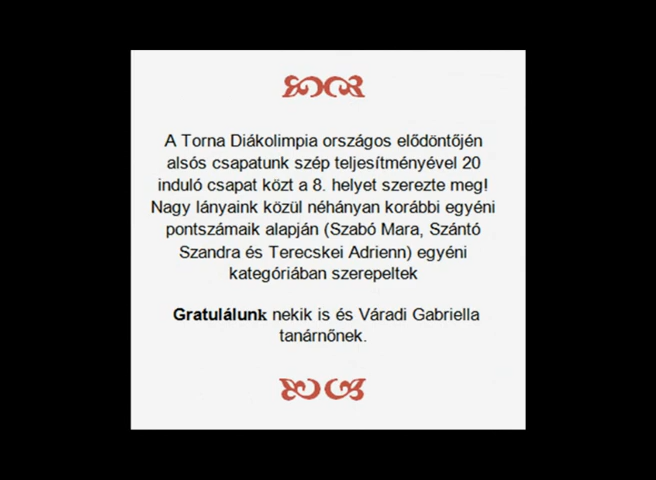 A Torna Diákolimpia országos elődöntőjén
alsós csapatunk szép teljesítményével 20
induló csapat közt a 8. helyet szerezte meg!
Nagy lányaink közül néhányan korábbi egyéni
pontszámaik alapján (Szabó Mara, Szántó
Szandra és Terecskei Adrienn) egyéni
kategóriában szerepeltek
Gratulálunk nekik is és Váradi Gabriella
tanárnőnek.